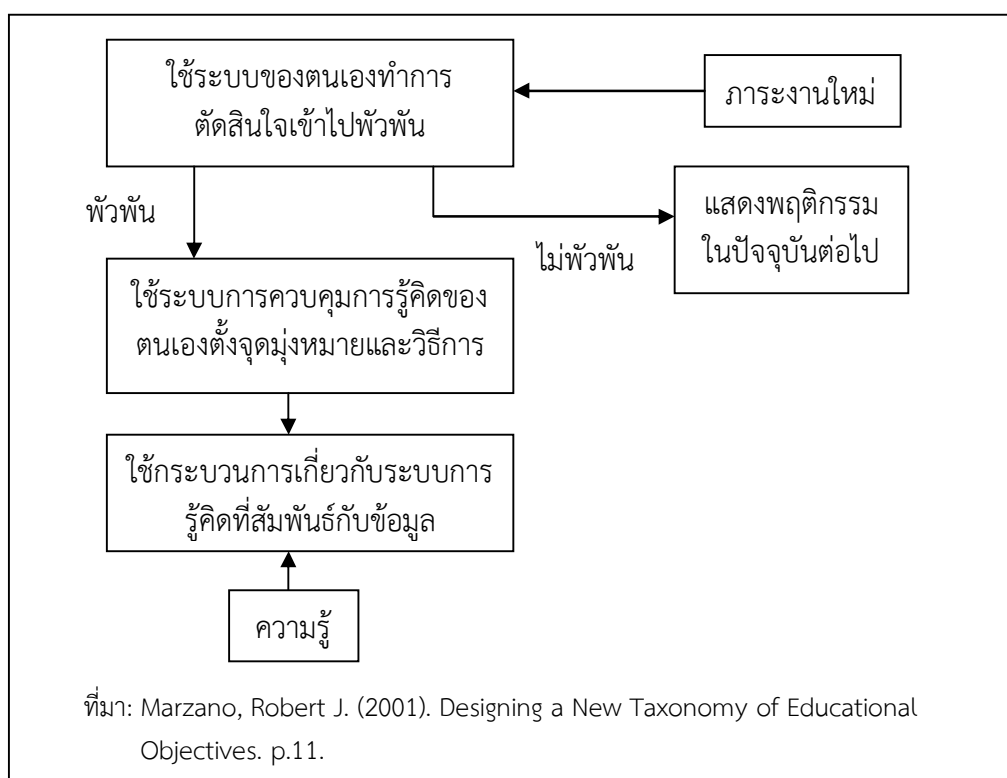 ใช้ระบบของตนเองทำการ
ตัดสินใจเข้าไปพัวพัน
ภาระงานใหม่
พัวพัน
ไม่พัวพัน
แสดงพฤติกรรม
ในปัจจุบันต่อไป
ใช้ระบบการควบคุมการรู้คิดของ
ตนเองตั้งจุดมุ่งหมายและวิธีการ
ใช้กระบวนการเกี่ยวกับระบบการ
รู้คิดที่สัมพันธ์กับข้อมูล
ความรู้
ที่มา: Marzano, Robert J. (2001). Designing a New Taxonomy of Educational
Objectives. p.11.